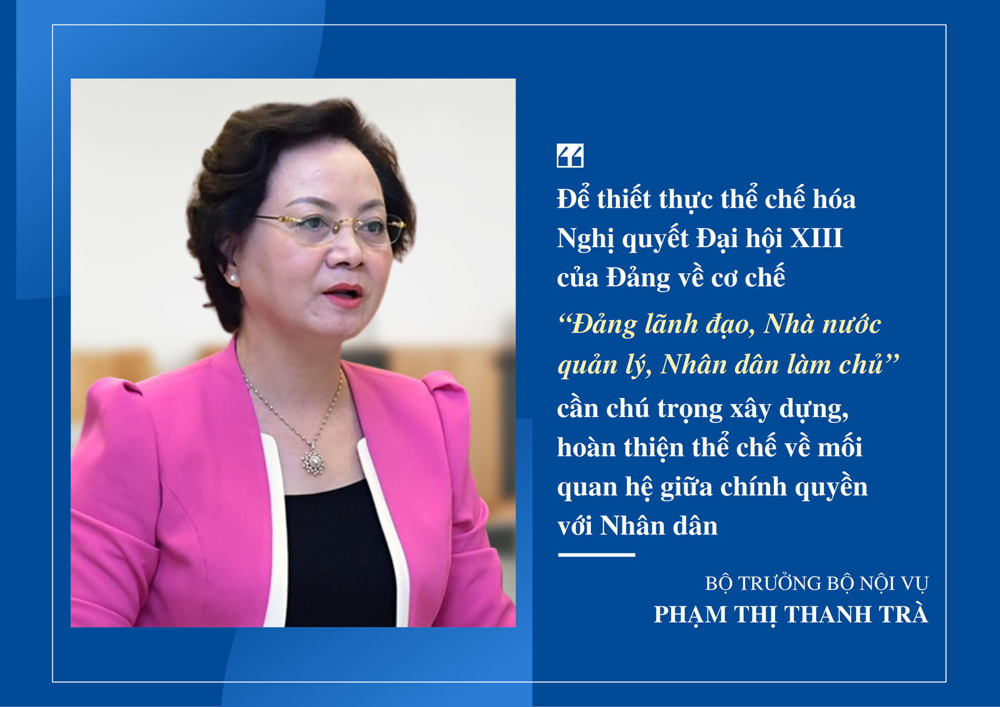 “
Để thiết thực thể chế hóa
Nghị quyết Đại hội XIII
của Đảng về cơ chế
“Đảng lãnh đạo, Nhà nước
quản lý, Nhân dân làm chủ”
cần chú trọng xây dựng,
hoàn thiện thể chế về mối
quan hệ giữa chính quyền
với Nhân dân
BỘ TRƯỞNG BỘ NỘI VỤ
PHẠM THỊ THANH TRÀ